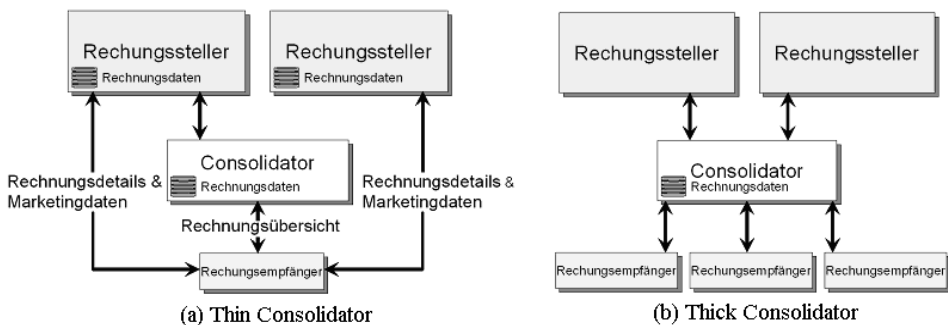 Rechungssteller
Rechnungsdaten
Rechungssteller
Rechnungsdaten
Consolidator
Rechnungsdaten
Rechnungsdetails &
Marketingdaten
Rechnungsdetails &
Marketingdaten
Rechnungsübersicht
Rechungsempfänger
(a) Thin Consolidator
Rechungssteller
Rechungssteller
Consolidator
Rechnungsdaten
Rechungsempfänger
Rechungsempfänger
Rechungsempfänger
(b) Thick Consolidator